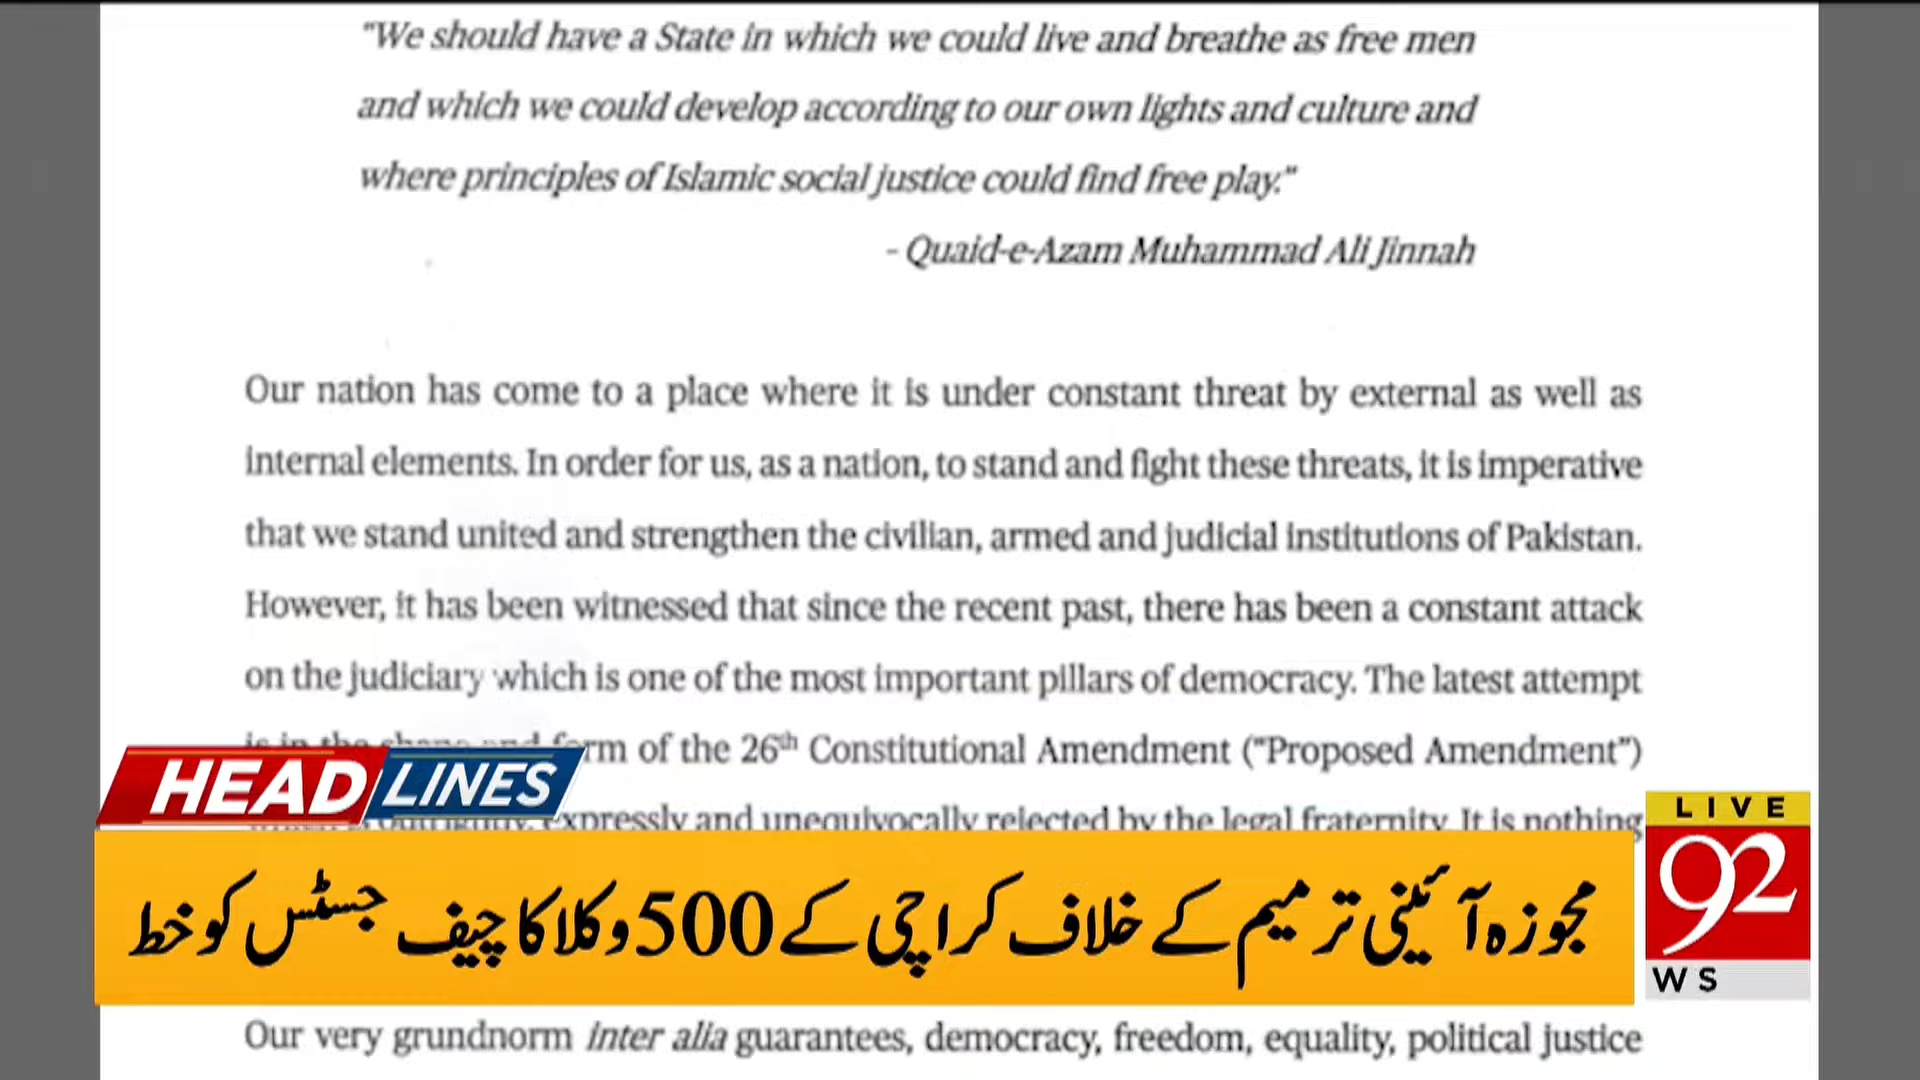 "We should have a State in which we could live and breathe as free men
and which we could develop according to our own lights and culture and
where principles of Islamic social justice could find free play."
- Quaid-e-Azam Muhammad Ali Jinnah
Our nation has come to a place where it is under constant threat by external as well as
internal elements. In order for us, as a nation, to stand and fight these threats, it is imperative
that we stand united and strengthen the civilian, armed and judicial institutions of Pakistan.
However, it has been witnessed that since the recent past, there has been a constant attack
on the judiciary which is one of the most important pillars of democracy. The latest attempt
is in the shape and form of the 26th Constitutional Amendment ("Proposed Amendment")
expressly and unequivocally rejected by the legal fraternity. It is nothing
HEADLINES
LIVE
92
WS
مجوزہ آئینی ترمیم کے خلاف کراچی کے 500 وکلا کا چیف جسٹس کو خط
Our very grundnorm inter alia guarantees, democracy, freedom, equality, political justice